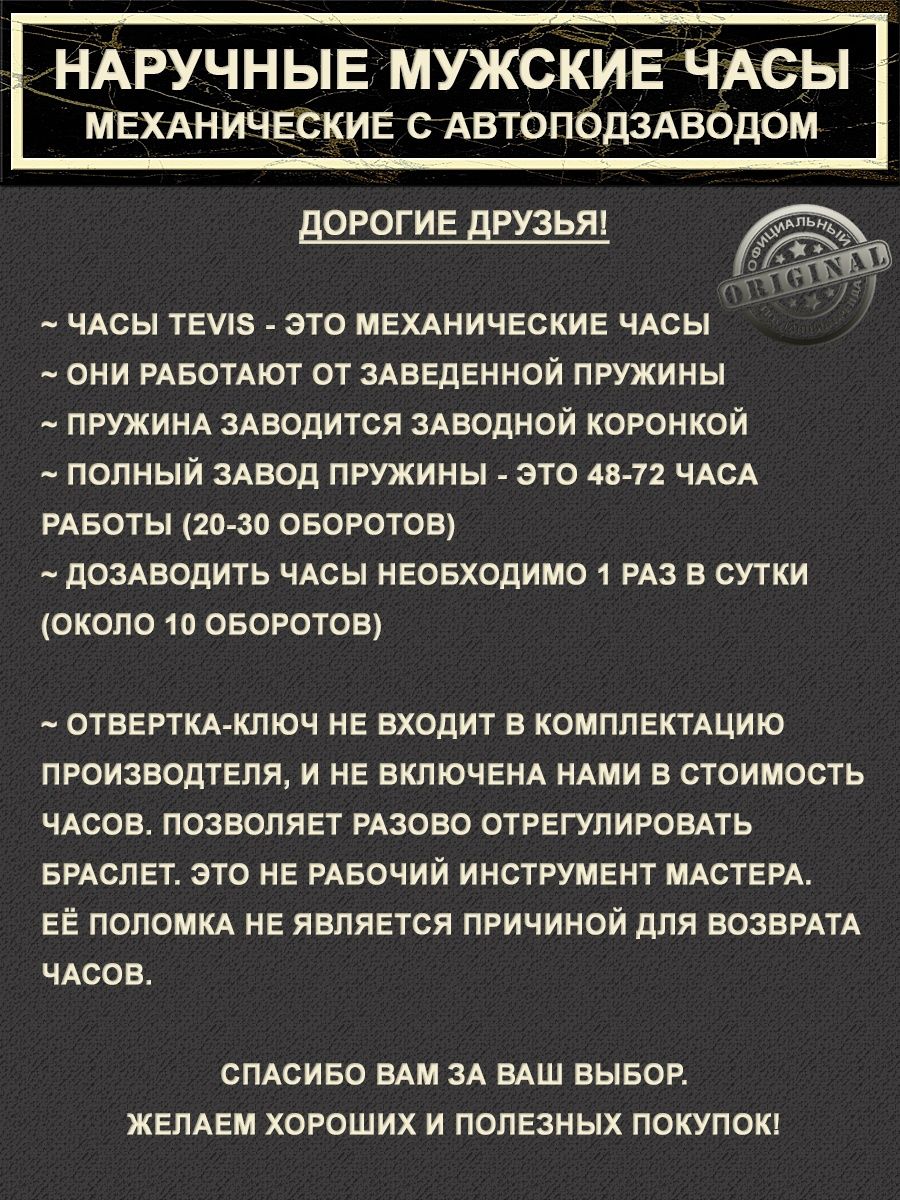 НАРУЧНЫЕ МУЖСКИЕ ЧАСЫ
МЕХАНИЧЕСКИЕ С АВТОПОДЗАВОДОМ
ДОРОГИЕ ДРУЗЬЯ!
ОФИЦИАЛЬНЫЙ
ORIGINAL
~ ЧАСЫ TEVIS - ЭТО МЕХАНИЧЕСКИЕ ЧАСЫ
~ ОНИ РАБОТАЮТ ОТ ЗАВЕДЕННОЙ ПРУЖИНЫ
~ ПРУЖИНА ЗАВОДИТСЯ ЗАВОДНОЙ КОРОНКОЙ
~ ПОЛНЫЙ ЗАВОД ПРУЖИНЫ - ЭТО 48-72 ЧАСА
РАБОТЫ (20-30 ОБОРОТОВ)
~ ДОЗАВОДИТЬ ЧАСЫ НЕОБХОДИМО 1 РАЗ В СУТКИ
(ОКОЛО 10 ОБОРОТОВ)
~ ОТВЕРТКА-КЛЮЧ НЕ ВХОДИТ В КОМПЛЕКТАЦИЮ
ПРОИЗВОДТЕЛЯ, И НЕ ВКЛЮЧЕНА НАМИ В СТОИМОСТЬ
ЧАСОВ. ПОЗВОЛЯЕТ РАЗОВО ОТРЕГУЛИРОВАТЬ
БРАСЛЕТ. ЭТО НЕ РАБОЧИЙ ИНСТРУМЕНТ МАСТЕРА.
ЕЁ ПОЛОМКА НЕ ЯВЛЯЕТСЯ ПРИЧИНОЙ ДЛЯ ВОЗВРАТА
ЧАСОВ.
СПАСИБО ВАМ ЗА ВАШ ВЫБОР.
ЖЕЛАЕМ ХОРОШИХ И ПОЛЕЗНЫХ ПОКУПОК!